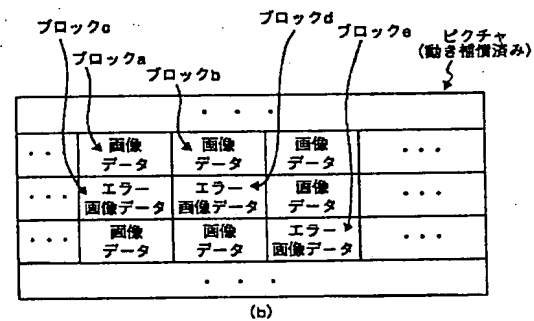 ブロックc
ブロックa
ブロックb
ブロックd
ブロックe
ピクチャ
(動き補償済み)
・・・
・・
画像
データ
画像
データ
画像
データ
・・・
・・・
エラー
画像データ
エラー
画像データ
画像
データ
・・・
・・・
画像
データ
画像
データ
エラー
画像データ
・・・
・・・
(b)